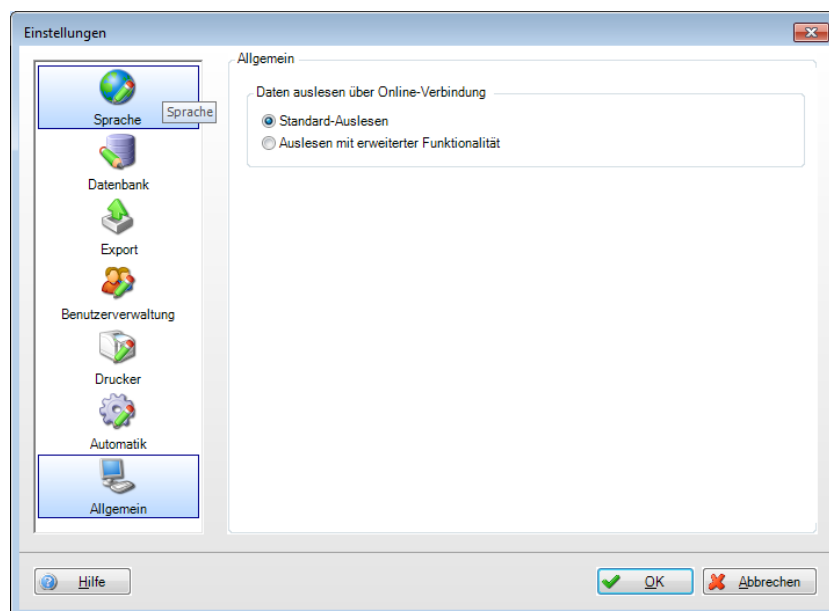 Einstellungen
Sprache
Sprache
Datenbank
Export
Benutzerverwaltung
Drucker
Automatik
Allgemein
Allgemein
Daten auslesen über Online-Verbindung
Standard-Auslesen
Auslesen mit erweiterter Funktionalität
Hilfe
OK
Abbrechen